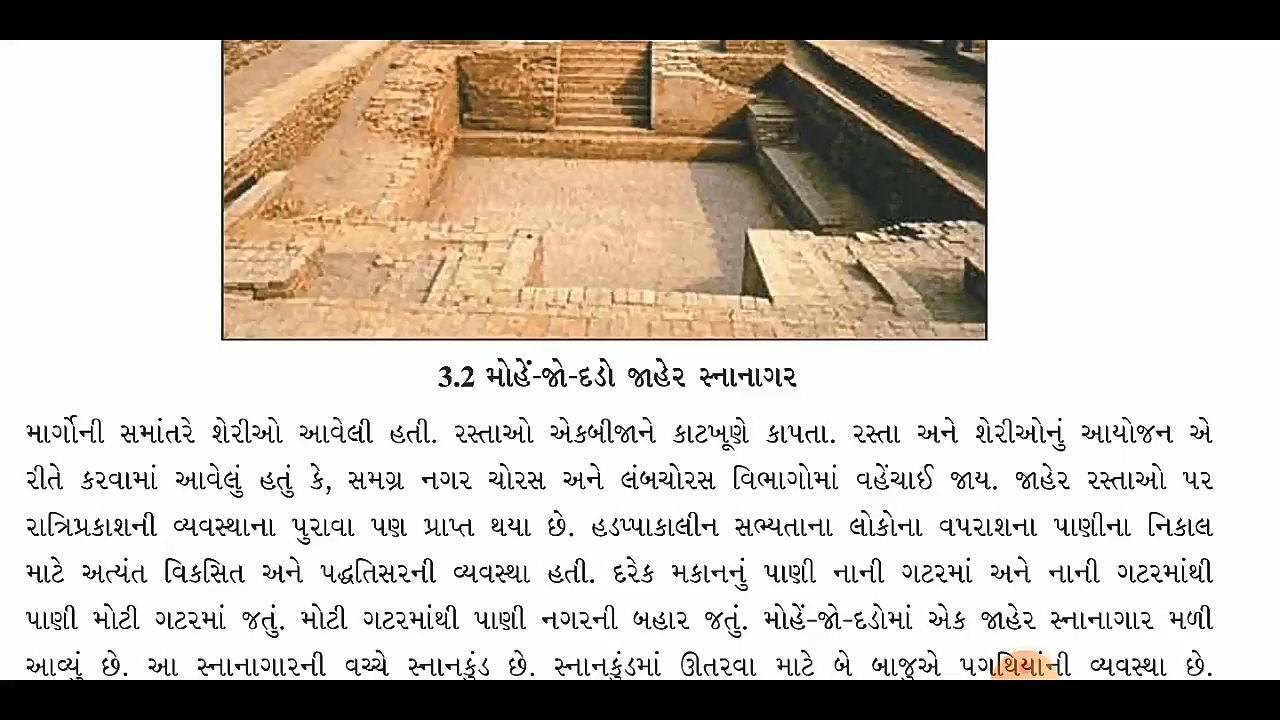 3.2 મોહેં-જો-દડો જાહેર સ્નાનાગર
માર્ગોની સમાંતરે શેરીઓ આવેલી હતી. રસ્તાઓ એકબીજાને કાટખૂણે કાપતા. રસ્તા અને શેરીઓનું આયોજન એ
રીતે કરવામાં આવેલું હતું કે, સમગ્ર નગર ચોરસ અને લંબચોરસ વિભાગોમાં વહેંચાઈ જાય. જાહેર રસ્તાઓ પર
રાત્રિપ્રકાશની વ્યવસ્થાના પુરાવા પણ પ્રાપ્ત થયા છે. હડપ્પાકાલીન સભ્યતાના લોકોના વપરાશના પાણીના નિકાલ
માટે અત્યંત વિકસિત અને પદ્ધતિસરની વ્યવસ્થા હતી. દરેક મકાનનું પાણી નાની ગટરમાં અને નાની ગટરમાંથી
પાણી મોટી ગટરમાં જતું. મોટી ગટરમાંથી પાણી નગરની બહાર જતું. મોહેં-જો-દડોમાં એક જાહેર સ્નાનાગાર મળી
આવ્યું છે. આ સ્નાનાગારની વચ્ચે સ્નાનકુંડ છે. સ્નાનકુંડમાં ઊતરવા માટે બે બાજુએ પગથિયાંની વ્યવસ્થા છે.